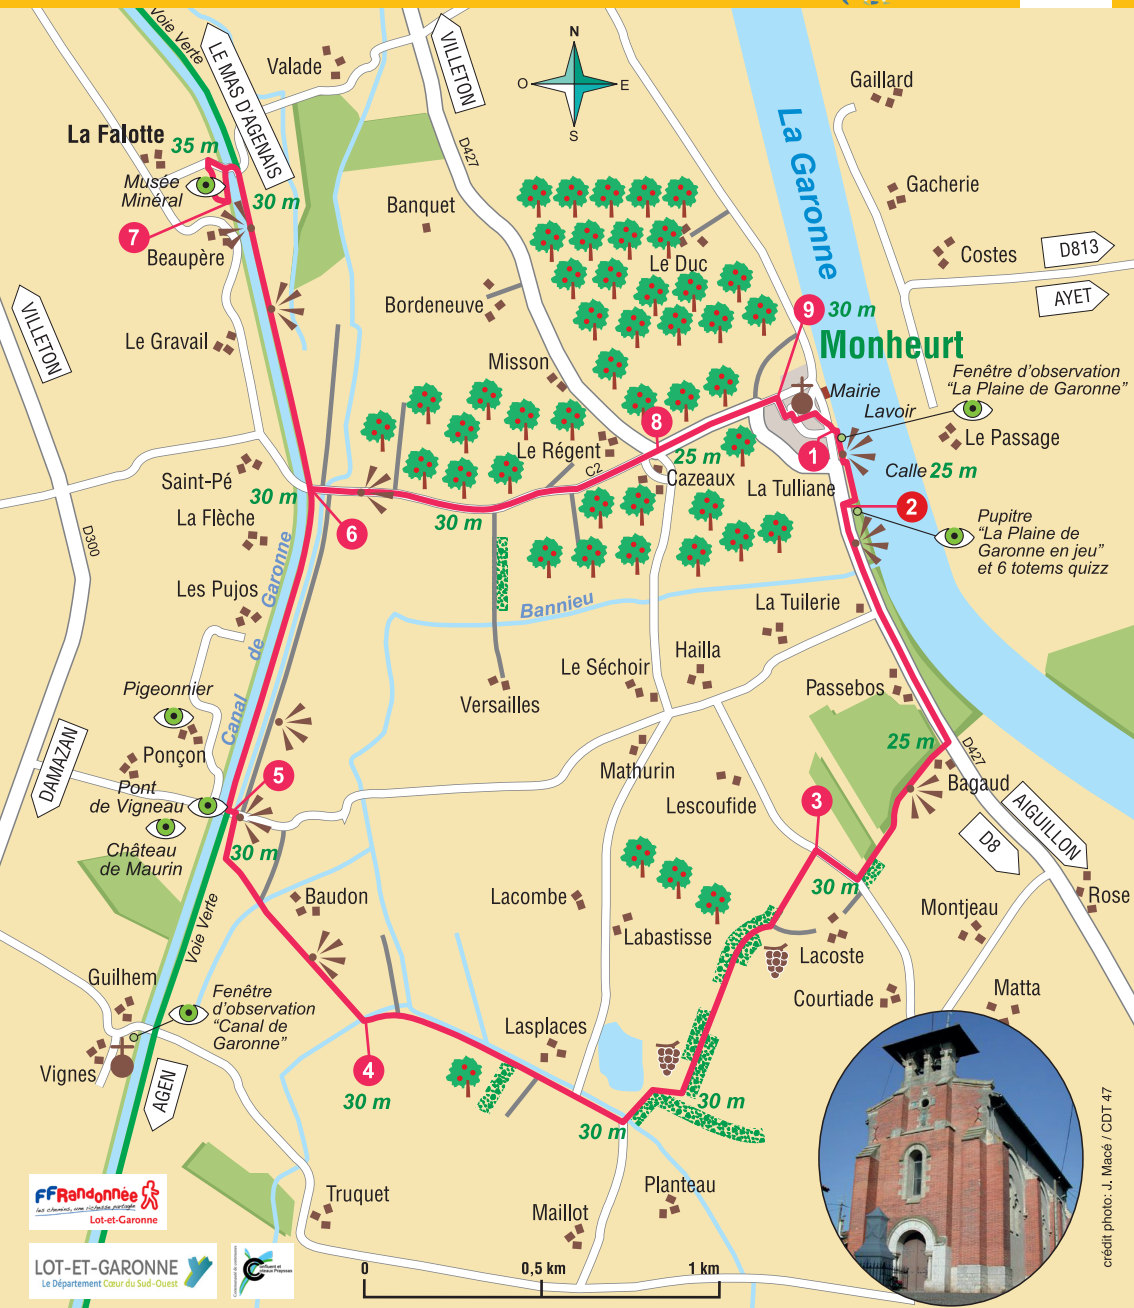 Voie Verte
LE MAS D'AGENAIS
VILLETON
N
O
E
S
Valade
Gaillard
La Garonne
D427
La Falotte
35 m
Musée
Minéral
30 m
7
Beaupère
Banquet
Gacherie
Costes
D813
AYET
Le Duc
Bordeneuve
9
30 m
Monheurt
VILLETON
Le Gravail
Misson
Fenêtre d'observation
"La Plaine de Garonne"
Mairie
Lavoir
Le Passage
8
1
Le Régent
C2
25 m
Cazeaux
La Tulliane
Calle
25 m
Saint-Pé
30 m
La Flèche
6
30 m
2
Pupitre
"La Plaine de
Garonne en jeu"
et 6 totems quizz
D300
Les Pujos
Canal de Garonne
Bannieu
La Tuilerie
Hailla
Le Séchoir
Versailles
Passebos
Pigeonnier
Ponçon
DAMAZAN
25 m
D427
Mathurin
5
Pont
de Vigneau
Lescoufide
3
Bagaud
AIGUILLON
D8
Château
de Maurin
30 m
30 m
Baudon
Lacombe
Rose
Montjeau
Voie Verte
Labastisse
Lacoste
Guilhem
Fenêtre
d'observation
"Canal de
Garonne"
Courtiade
Matta
Lasplaces
Vignes
AGEN
4
30 m
30 m
30 m
Planteau
Truquet
Maillot
crédit photo: J. Macé / CDT 47
FFRandonnée
les chemins, une richesse partagée
Lot-et-Garonne
LOT-ET-GARONNE
Le Département Cœur du Sud-Ouest
0
0,5 km
1 km